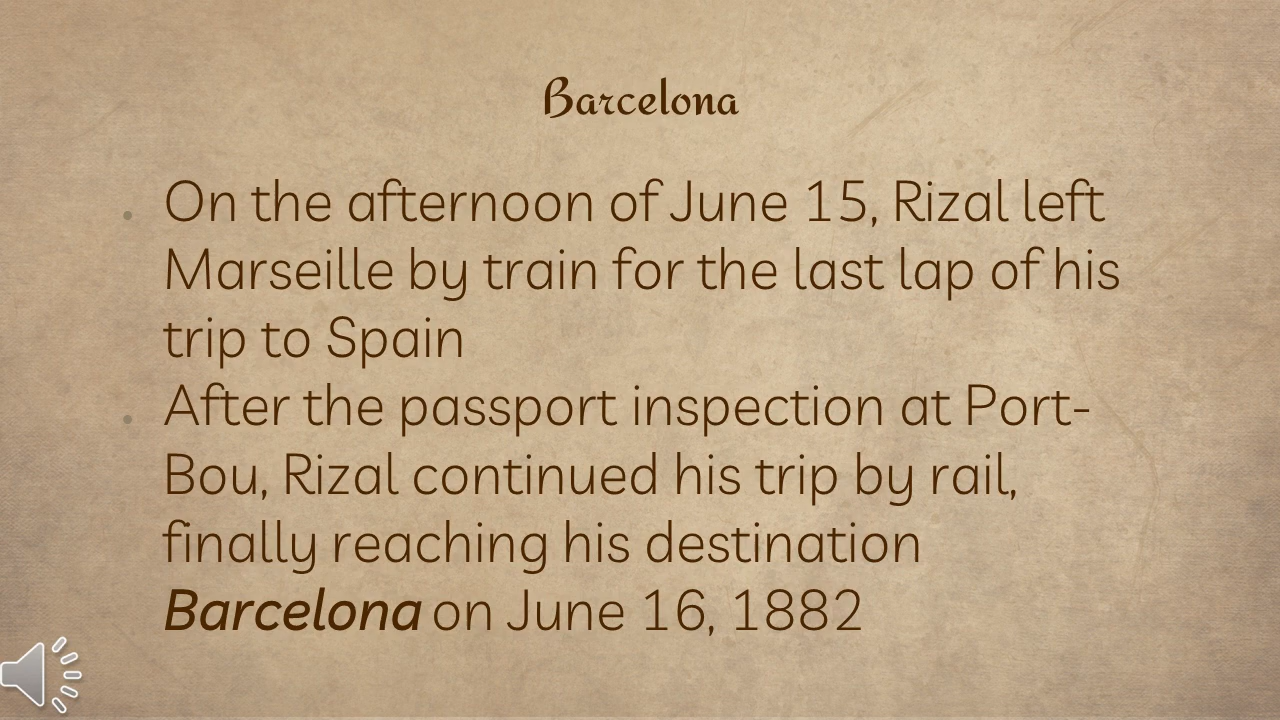 Barcelona
On the afternoon of June 15, Rizal left
Marseille by train for the last lap of his
trip to Spain
After the passport inspection at Port-
Bou, Rizal continued his trip by rail,
finally reaching his destination
Barcelona on June 16, 1882